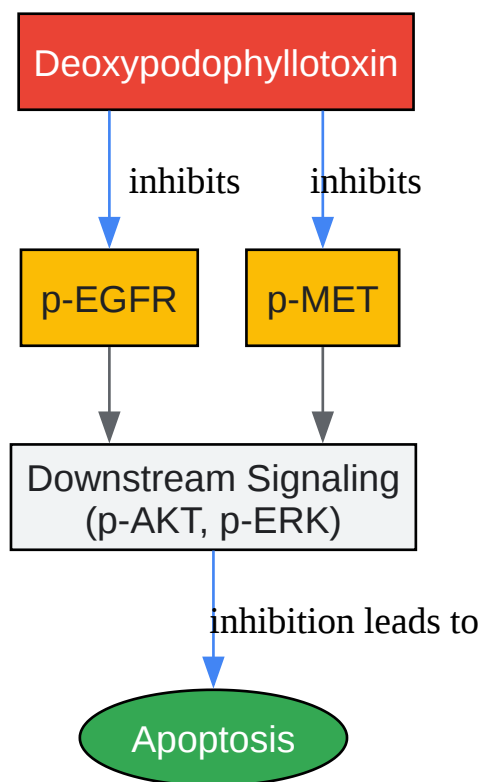 Deoxypodophyllotoxin
inhibits
inhibits
p-EGFR
p-MET
Downstream Signaling
(p-AKT, p-ERK)
inhibition leads to
Apoptosis